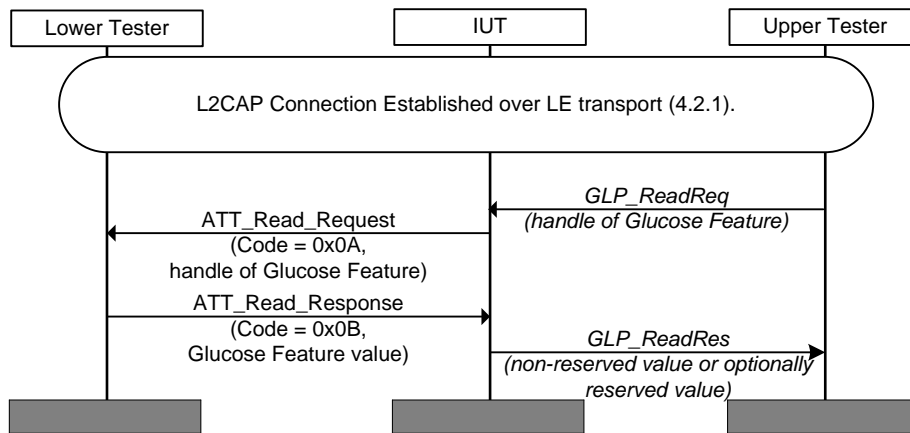 Lower Tester
IUT
Upper Tester
L2CAP Connection Established over LE transport (4.2.1).
GLP_ReadReq
(handle of Glucose Feature)
ATT_Read_Request
(Code = 0x0A,
handle of Glucose Feature)
ATT_Read_Response
(Code = 0x0B,
Glucose Feature value)
GLP_ReadRes
(non-reserved value or optionally
reserved value)